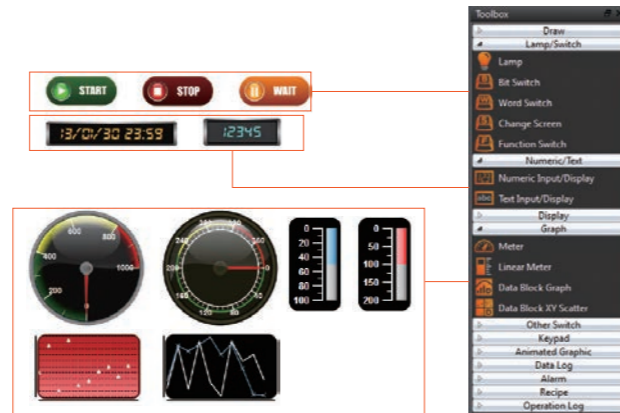 Toolbox
Draw
Lamp/Switch
Lamp
Bit Switch
Word Switch
Change Screen
Function Switch
Numeric/Text
Numeric Input/Display
Text Input/Display
Display
Graph
Meter
Linear Meter
Data Block Graph
Data Block XY Scatter
Other Switch
Keypad
Animated Graphic
Data Log
Alarm
Recipe
Operation Log
START STOP WAIT
13/01/30 23:59 12345
600
400 800
200 1000
0
20
40
60
80
100
0
50
100
150
200